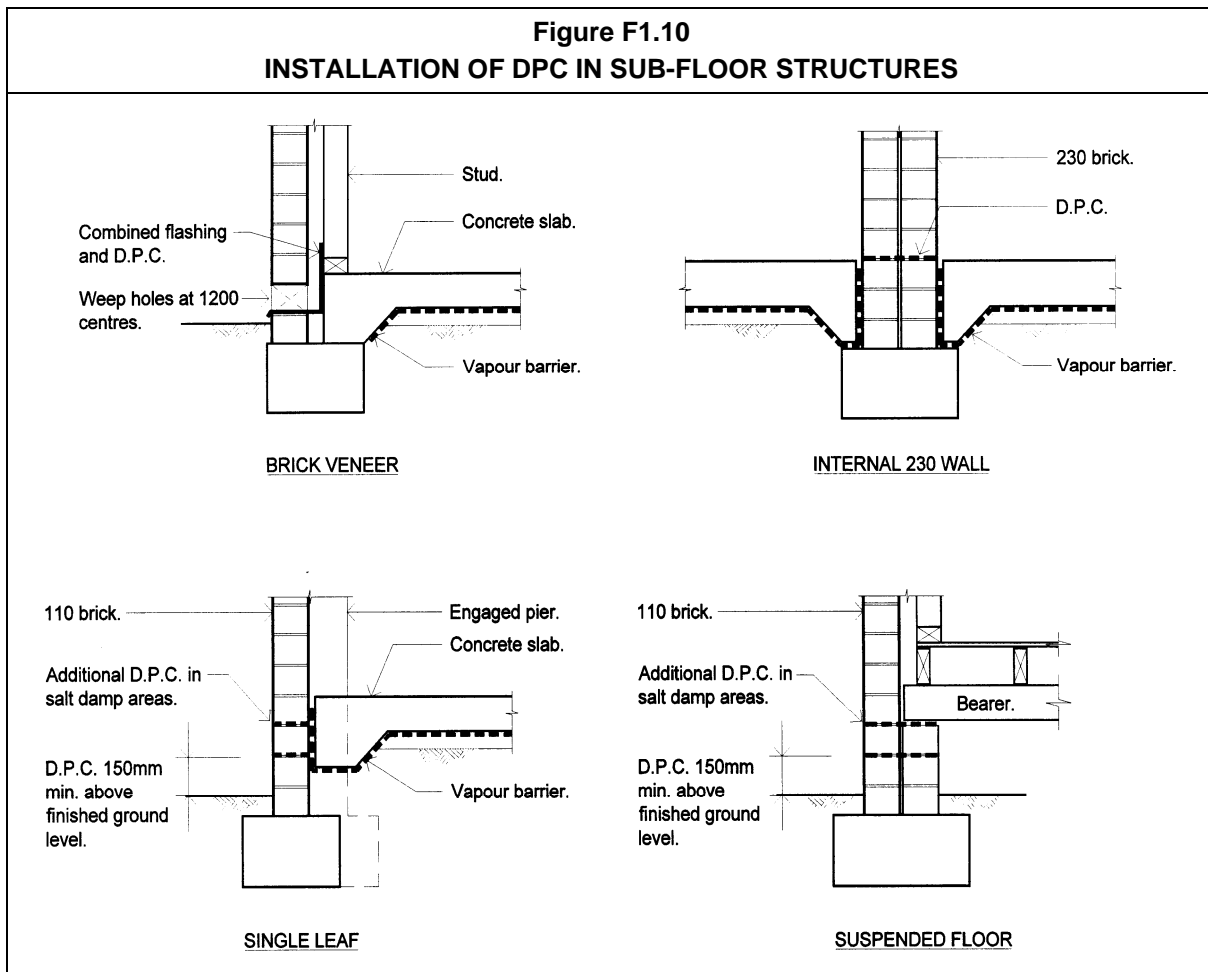 Figure F1.10
INSTALLATION OF DPC IN SUB-FLOOR STRUCTURES
Stud.
Concrete slab.
Combined flashing
and D.P.C.
Weep holes at 1200
centres.
Vapour barrier.
BRICK VENEER
230 brick.
D.P.C.
Vapour barrier.
INTERNAL 230 WALL
110 brick.
Engaged pier.
Concrete slab.
Additional D.P.C. in
salt damp areas.
D.P.C. 150mm
min. above
finished ground
level.
Vapour barrier.
SINGLE LEAF
110 brick.
Additional D.P.C. in
salt damp areas.
Bearer.
D.P.C. 150mm
min. above
finished ground
level.
SUSPENDED FLOOR